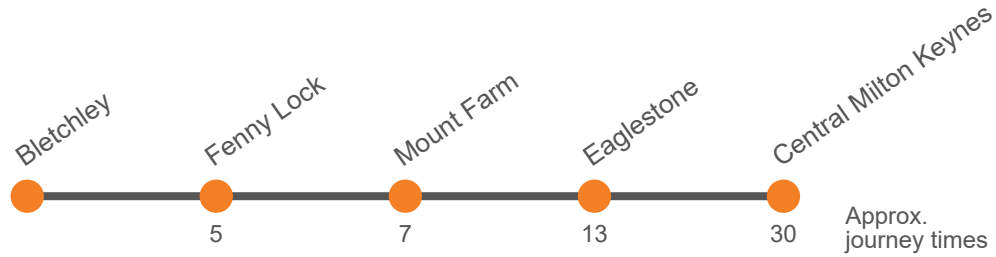 Bletchley
Fenny Lock
Mount Farm
Eaglestone
Central Milton Keynes
5
7
13
30
Approx.
journey times